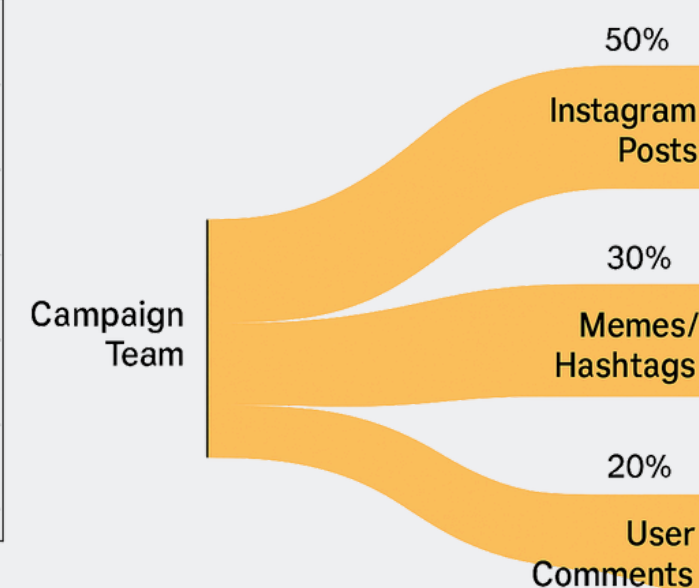 50%
Instagram
Posts
30%
Campaign
Team
Memes/
Hashtags
20%
User
Comments